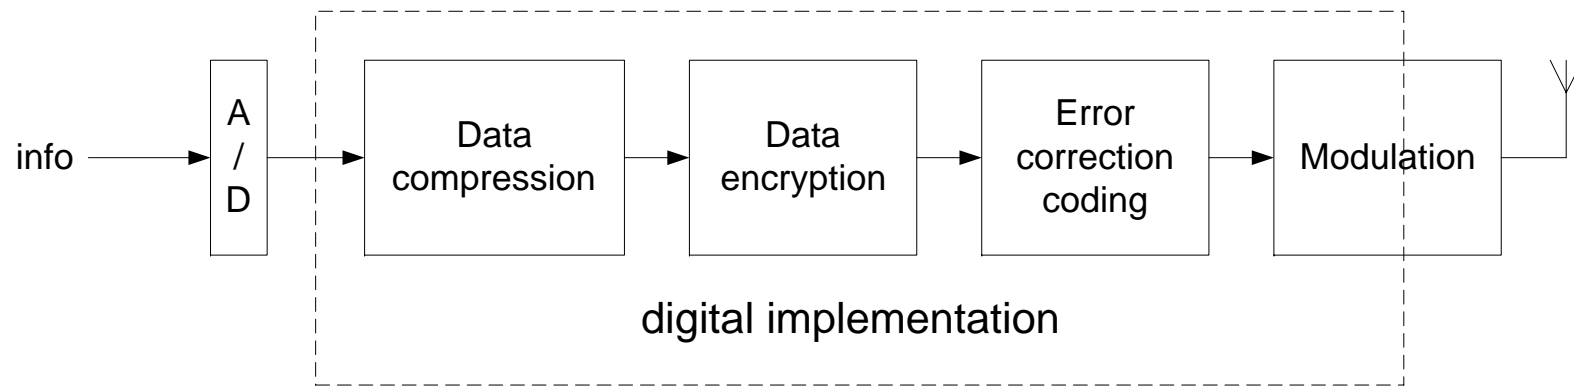 info
A
/
D
Data
compression
Data
encryption
Error
correction
coding
Modulation
digital implementation